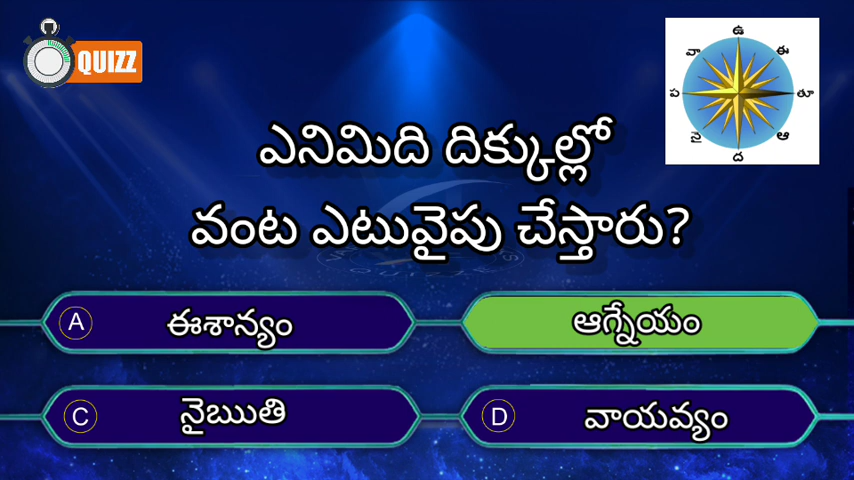 QUIZZ
ఉ
వా
ఈ
ప
తూ
నై
ఆ
ద
ఎనిమిది దిక్కుల్లో
వంట ఎటువైపు చేస్తారు?
A ఈశాన్యం
ఆగ్నేయం
C నైఋతి
D వాయవ్యం